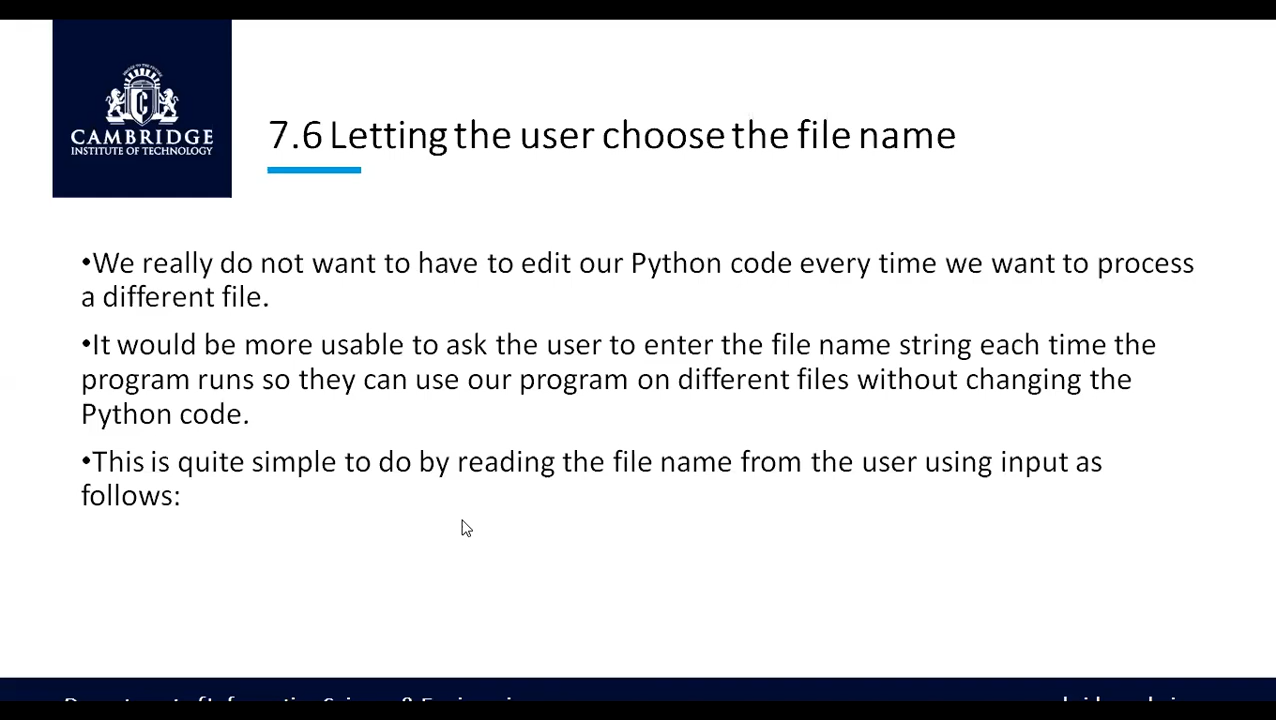 CAMBRIDGE
INSTITUTE OF TECHNOLOGY
7.6 Letting the user choose the file name
•We really do not want to have to edit our Python code every time we want to process
a different file.
•It would be more usable to ask the user to enter the file name string each time the
program runs so they can use our program on different files without changing the
Python code.
•This is quite simple to do by reading the file name from the user using input as
follows: